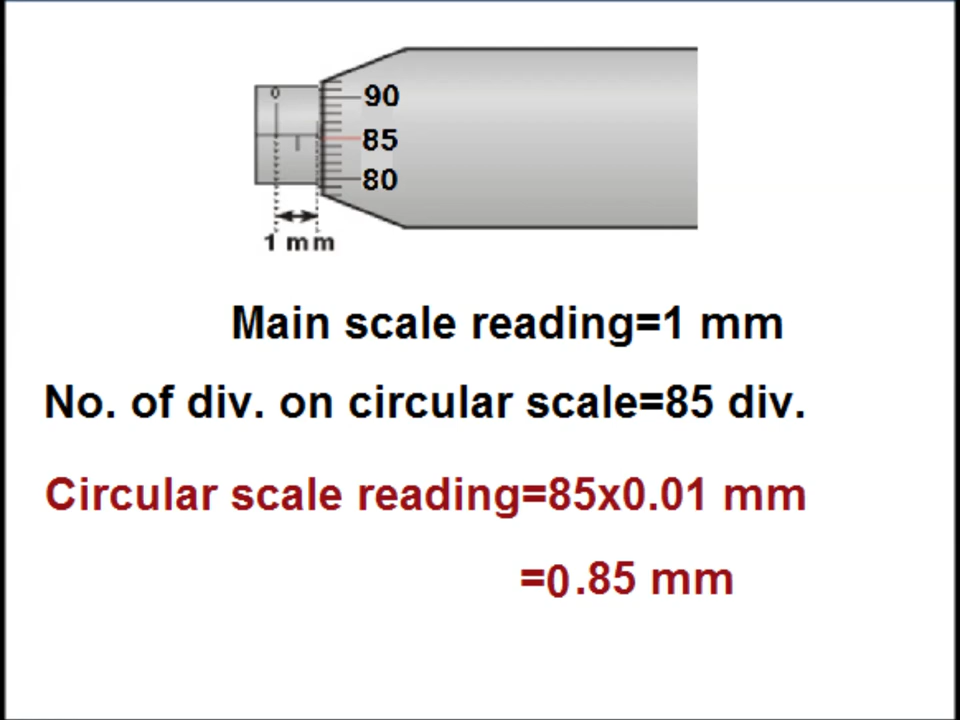 0
90
85
80
1 mm
Main scale reading=1 mm
No. of div. on circular scale=85 div.
Circular scale reading=85x0.01 mm
=0.85 mm